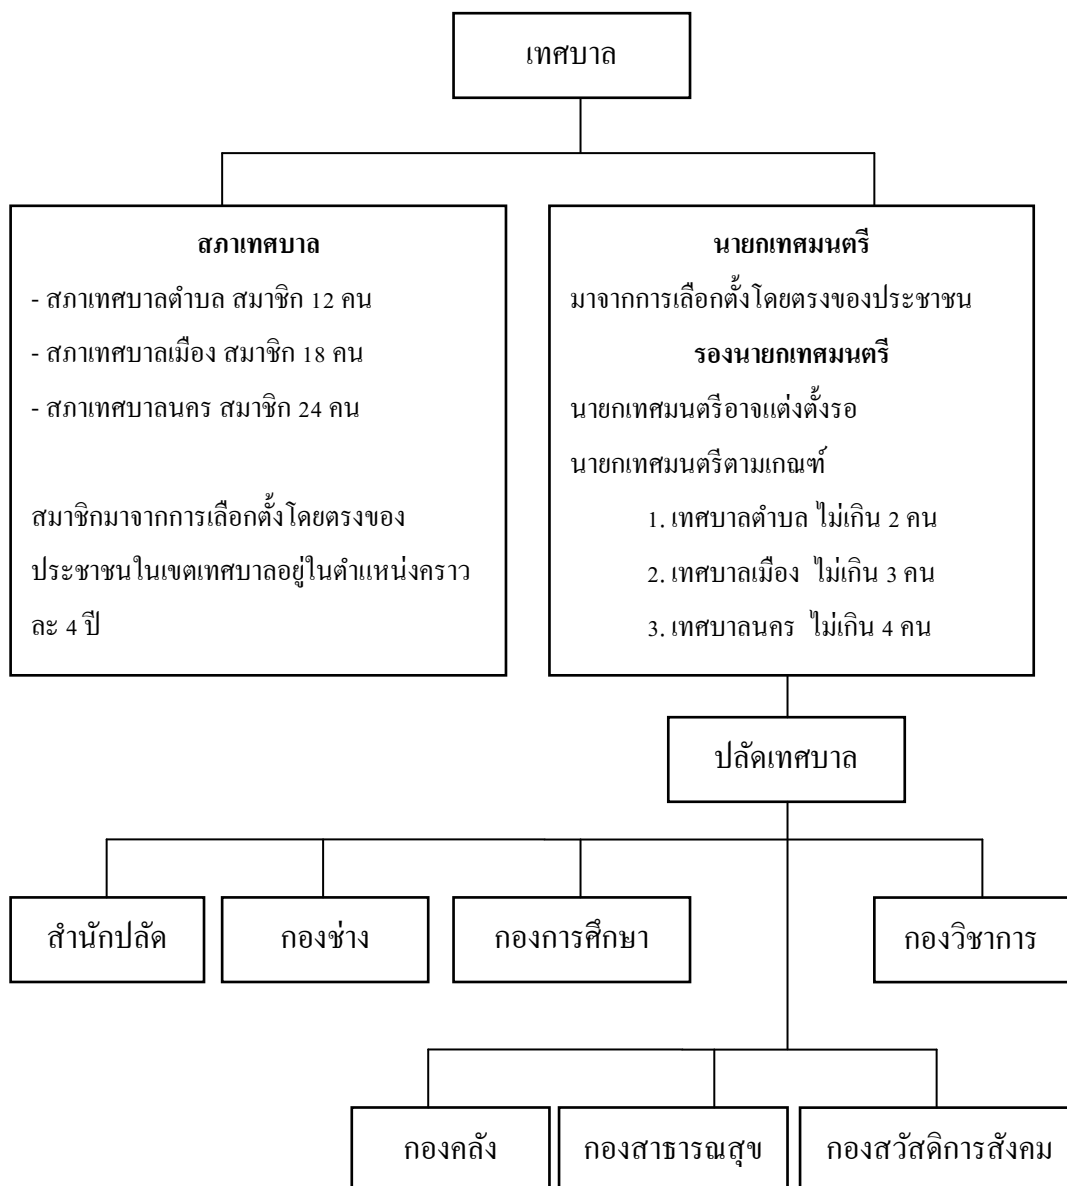 เทศบาล
สภาเทศบาล
- สภาเทศบาลตำบล สมาชิก 12 คน
- สภาเทศบาลเมือง สมาชิก 18 คน
- สภาเทศบาลนคร สมาชิก 24 คน
สมาชิกมาจากการเลือกตั้งโดยตรงของ
ประชาชนในเขตเทศบาลอยู่ในตำแหน่งคราว
ละ 4 ปี
นายกเทศมนตรี
มาจากการเลือกตั้งโดยตรงของประชาชน
รองนายกเทศมนตรี
นายกเทศมนตรีอาจแต่งตั้งรอ
นายกเทศมนตรีตามเกณฑ์
1. เทศบาลตำบล ไม่เกิน 2 คน
2. เทศบาลเมือง ไม่เกิน 3 คน
3. เทศบาลนคร ไม่เกิน 4 คน
ปลัดเทศบาล
สำนักปลัด
กองช่าง
กองการศึกษา
กองวิชาการ
กองคลัง
กองสาธารณสุข
กองสวัสดิการสังคม